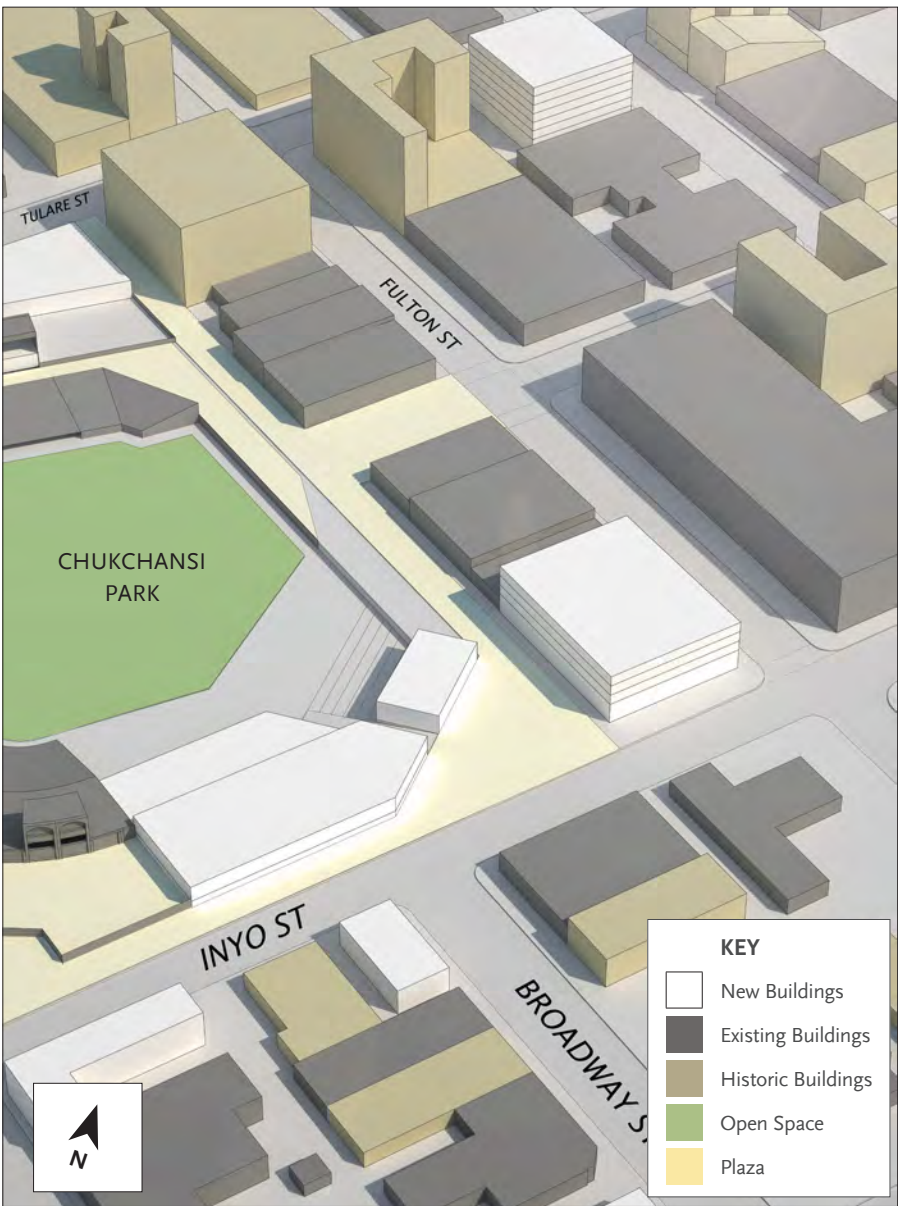 TULARE ST
FULTON ST
CHUKCHANSI
PARK
INYO ST
BROADWAY ST
KEY
New Buildings
Existing Buildings
Historic Buildings
Open Space
Plaza
N